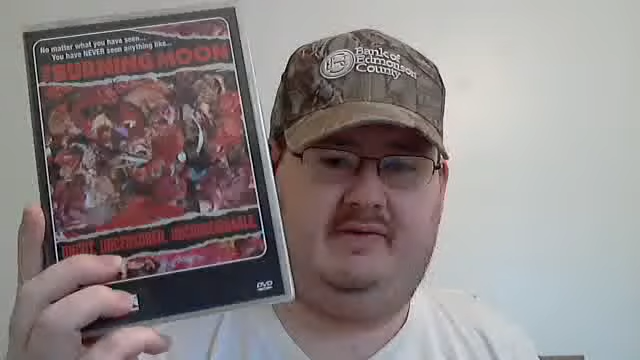 No matter what you have seen...
You have NEVER seen anything like...
THE BURNING MOON
UNCUT, UNCENSORED, UNCONSCIONABLE
DVD
Bank of
Edmonson
County